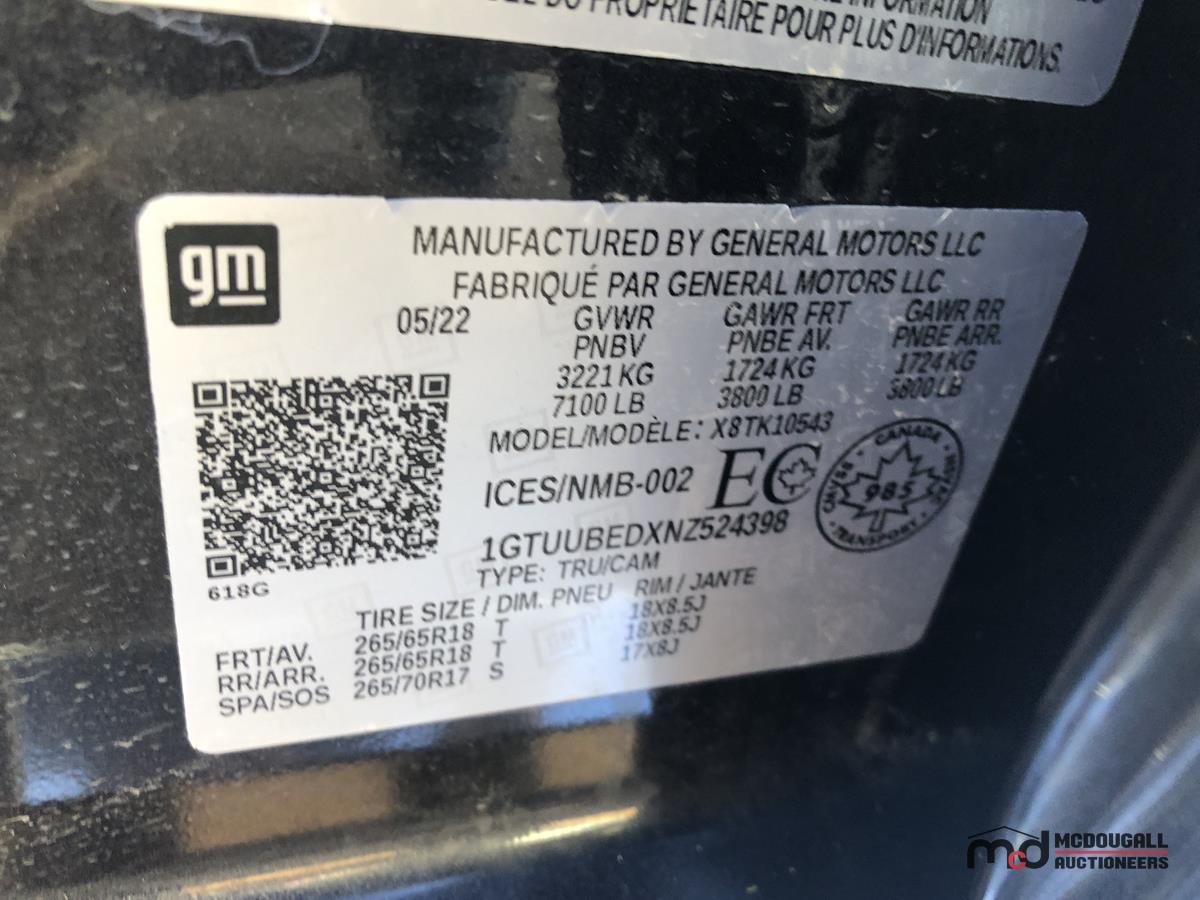 INFORMATION
DU PROPRIÉTAIRE POUR PLUS D'INFORMATIONS.
gm
MANUFACTURED BY GENERAL MOTORS LLC
FABRIQUÉ PAR GENERAL MOTORS LLC
05/22 GVWR GAWR FRT GAWR RR
PNBV PNBE AV. PNBE ARR.
3221 KG 1724 KG 1724 KG
7100 LB 3800 LB 3800 LB
MODEL/MODÈLE: X8TK10543
ICES/NMB-002 EC
CANADA
985
TRANSPORT
1GTUUBEDXNZ524398
TYPE: TRU/CAM
618G
TIRE SIZE / DIM. PNEU RIM / JANTE
FRT/AV. 265/65R18 T 18X8.5J
RR/ARR. 265/65R18 T 18X8.5J
SPA/SOS 265/70R17 S 17X8J
mcd MCDOUGALL
AUCTIONEERS